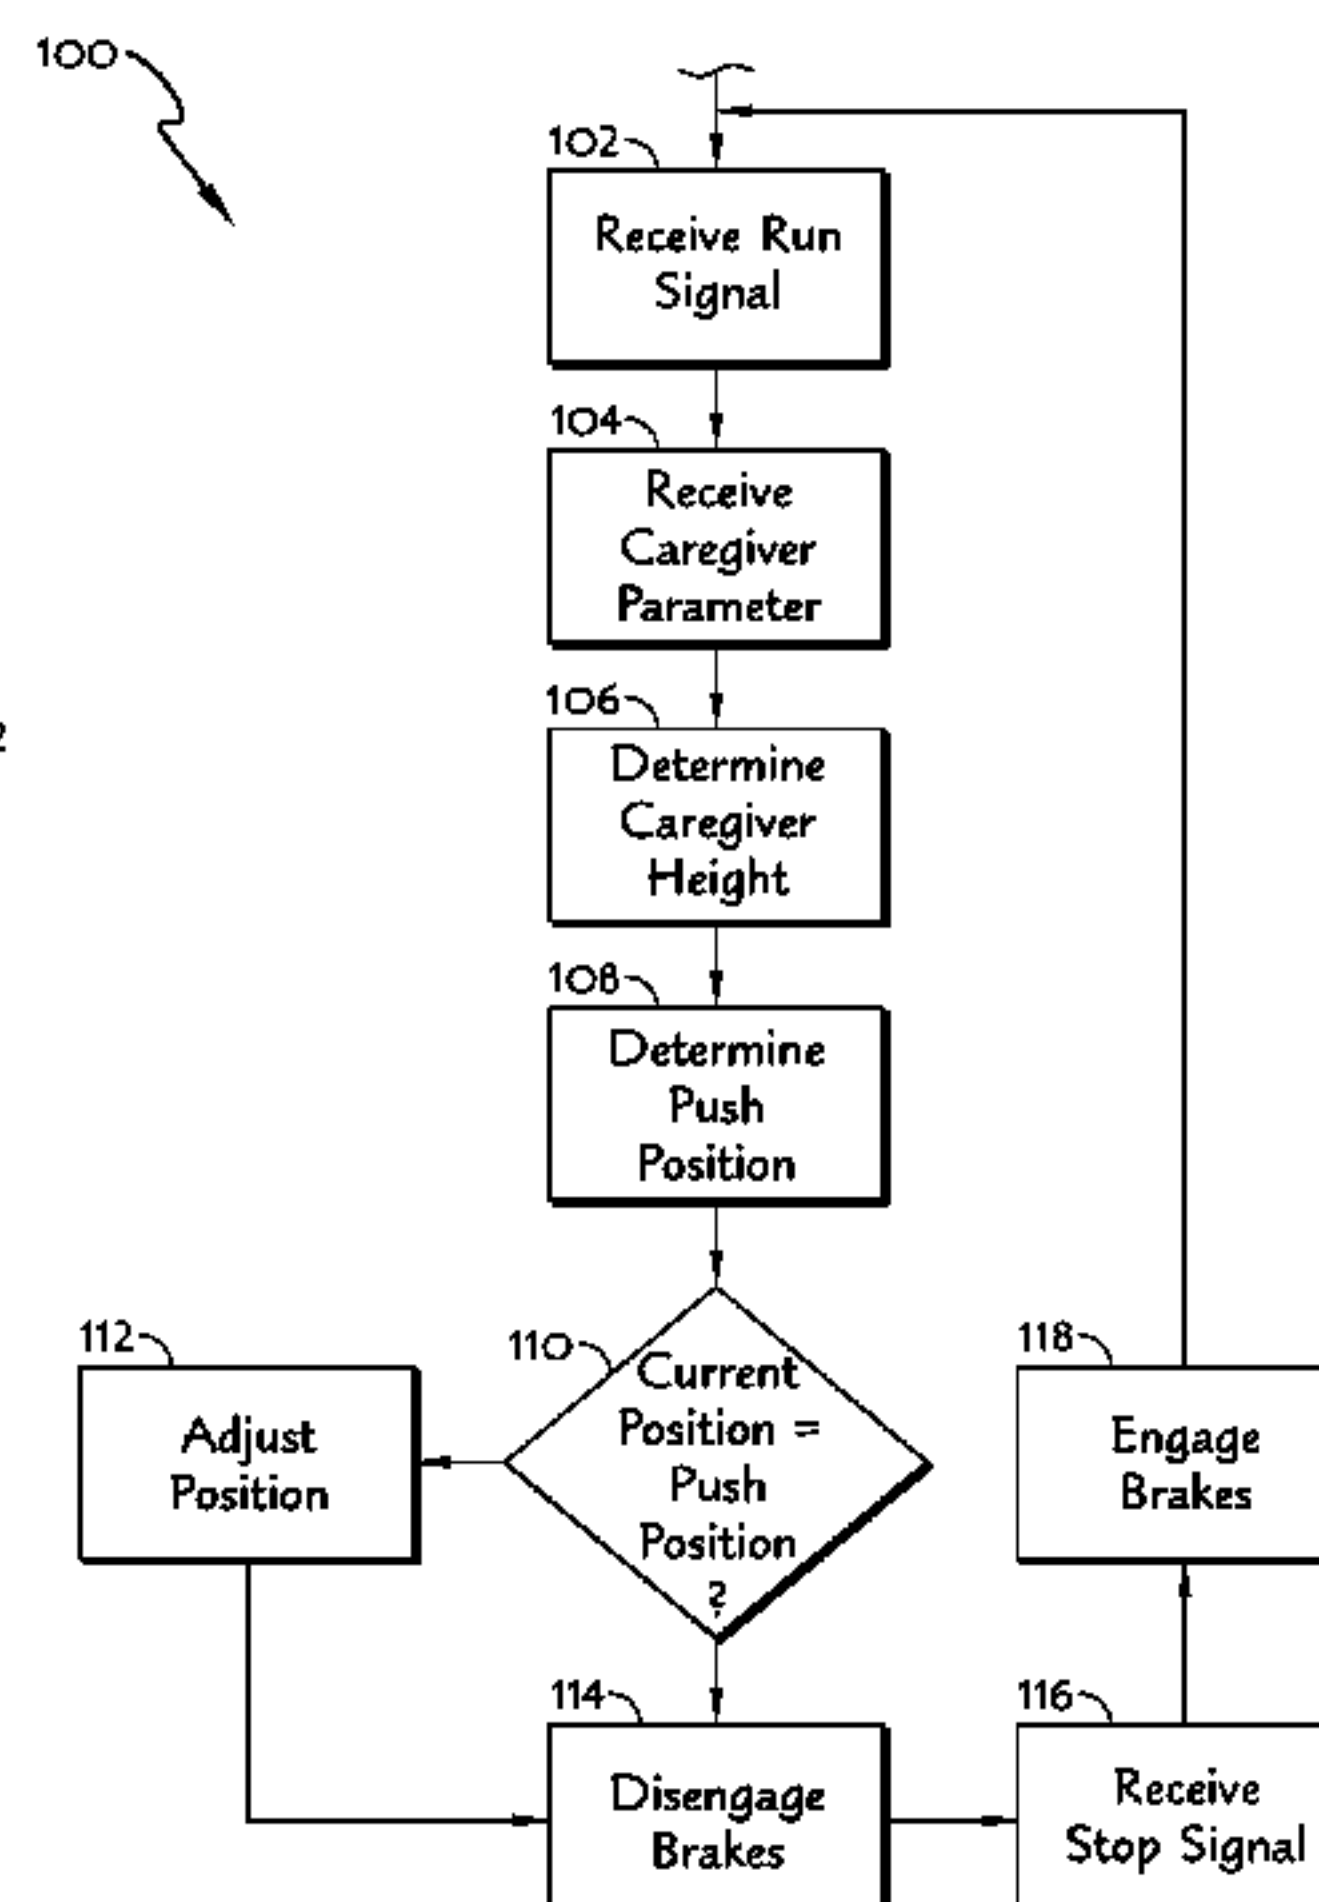 100
102
Receive Run
Signal
104
Receive
Caregiver
Parameter
106
Determine
Caregiver
Height
2
108
Determine
Push
Position
110
Current
Position =
Push
Position
?
112
Adjust
Position
118
Engage
Brakes
114
Disengage
Brakes
116
Receive
Stop Signal